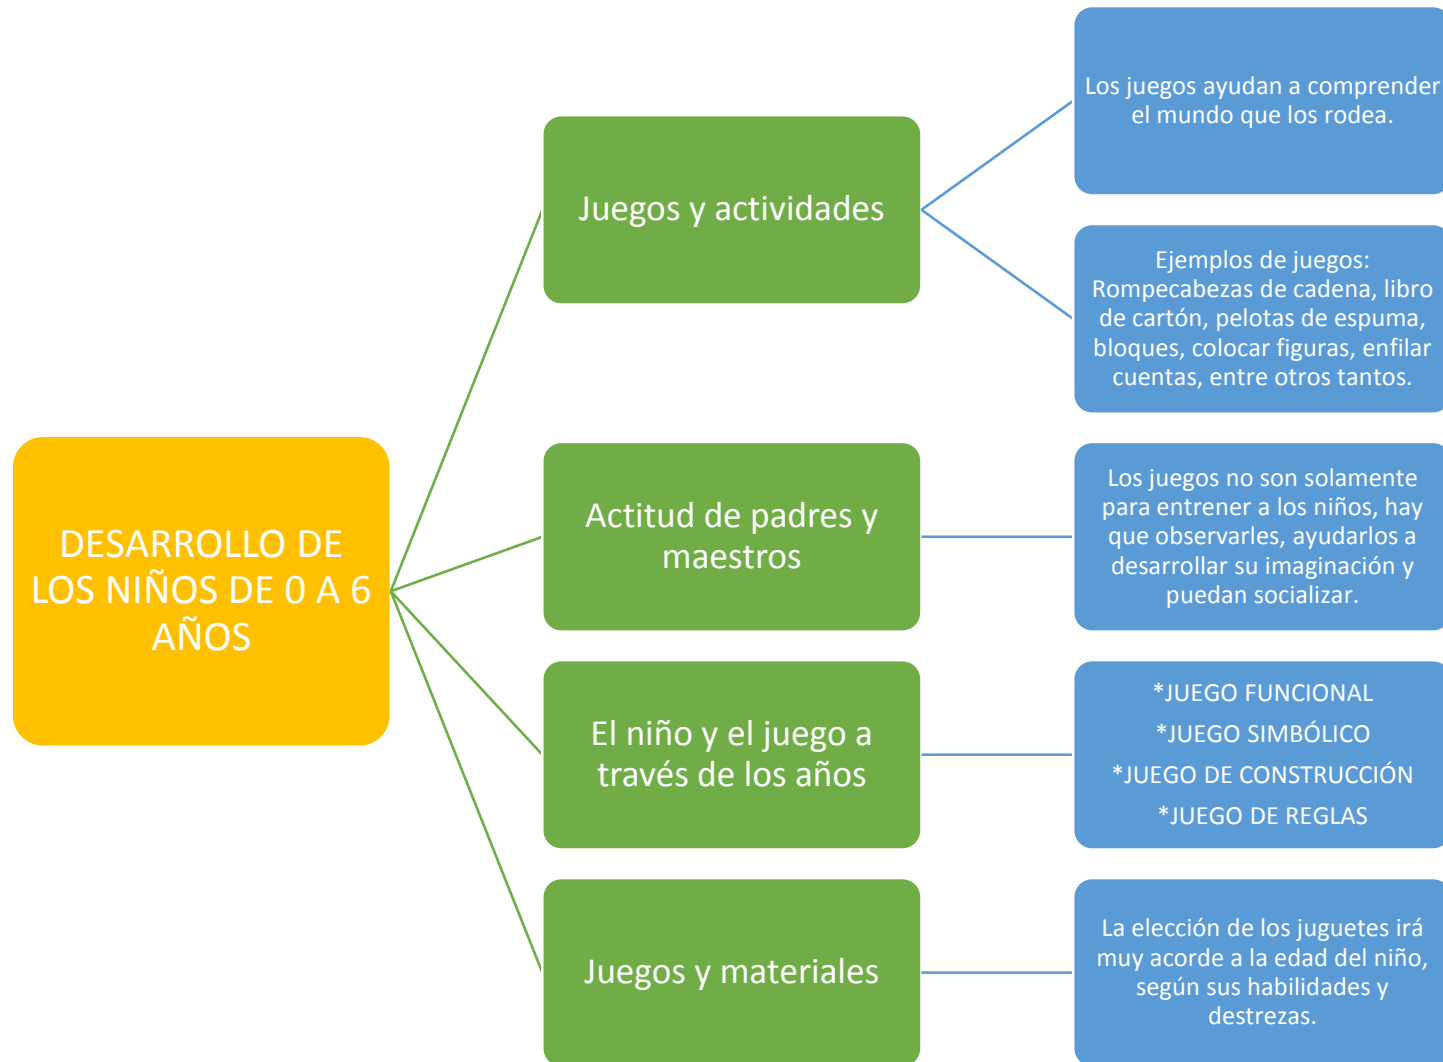 DESARROLLO DE
LOS NIÑOS DE 0 A 6
AÑOS
Juegos y actividades
Los juegos ayudan a comprender
el mundo que los rodea.
Ejemplos de juegos:
Rompecabezas de cadena, libro
de cartón, pelotas de espuma,
bloques, colocar figuras, enfilar
cuentas, entre otros tantos.
Actitud de padres y
maestros
Los juegos no son solamente
para entrener a los niños, hay
que observarles, ayudarlos a
desarrollar su imaginación y
puedan socializar.
El niño y el juego a
través de los años
*JUEGO FUNCIONAL
*JUEGO SIMBÓLICO
*JUEGO DE CONSTRUCCIÓN
*JUEGO DE REGLAS
Juegos y materiales
La elección de los juguetes irá
muy acorde a la edad del niño,
según sus habilidades y
destrezas.